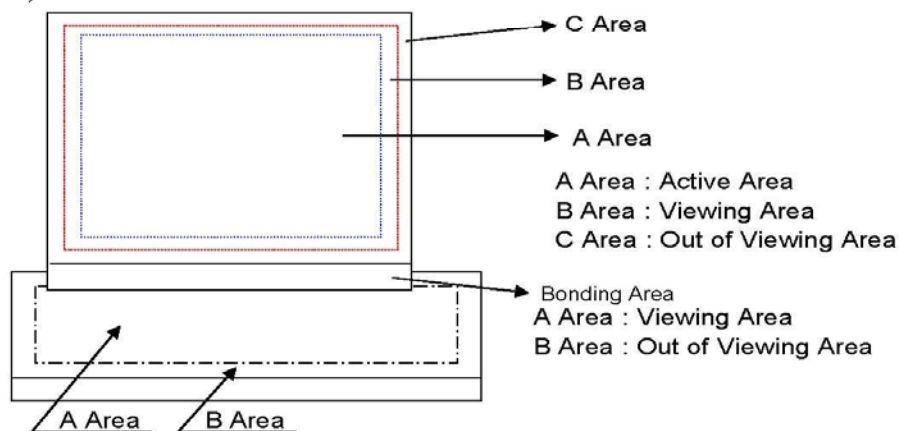 C Area
B Area
A Area
A Area : Active Area
B Area : Viewing Area
C Area : Out of Viewing Area
Bonding Area
A Area : Viewing Area
B Area : Out of Viewing Area
A Area
B Area